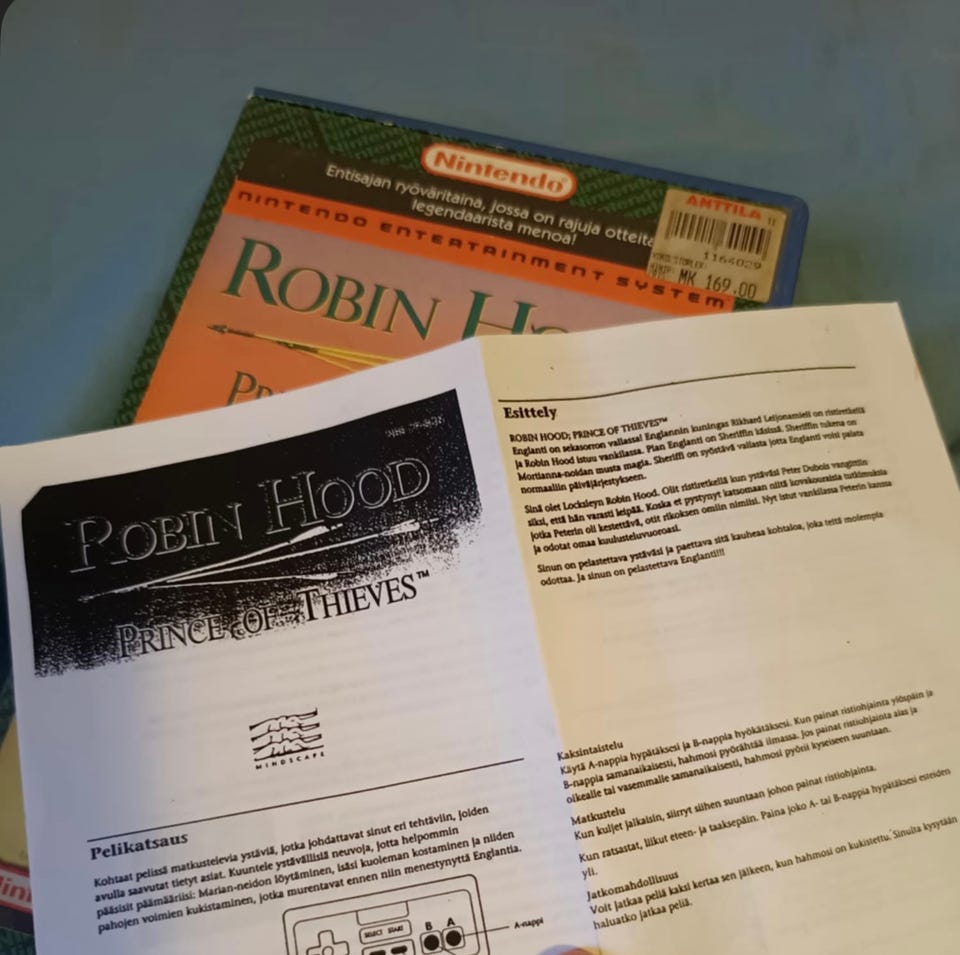 Nintendo
Entisajan ryöväritaina, jossa on rajuja otteita
legendaarista menoa!
NINTENDO ENTERTAINMENT SYSTEM
ANTTILA
1164029
MK 169.00
ROBIN
ROBIN HOOD
PRINCE OF THIEVES™
MINDSCAPE
Pelikatsaus
Kohtaat pelissä matkustelevia ystäviä, jotka johdattavat sinut eri tehtäviin, joiden
avulla saavutat tietyt asiat. Kuuntele ystävällisiä neuvoja, jotta helpommin
pääsisit päämääriisi: Marian-neidon löytäminen, isäsi kuoleman kostaminen ja niiden
pahojen voimien kukistaminen, jotka murentavat ennen niin menestynyttä Englantia.
SELECT START
B A
A-nappi
Esittely
ROBIN HOOD; PRINCE OF THIEVES™
Englanti on sekasorron vallassa! Englannin kuningas Rikhard Leijonamieli on ristiretkellä
ja Robin Hood istuu vankilassa. Pian Englanti on Sheriffin käsissä. Sheriffin tukena on
Mortianna-noidan musta magia. Sheriffi on syöstävä vallasta jotta Englanti voisi palata
normaaliin päiväjärjestykseen.
Sinä olet Locksleyn Robin Hood. Olit ristiretkellä kun ystäväsi Peter Dubois vangittiin
siksi, että hän varasti leipää. Koska et pystynyt katsomaan niitä kovakouraisia tutkimuksia
jotka Peterin oli kestettävä, otit rikoksen omiin nimiisi. Nyt istut vankilassa Peterin kanssa
ja odotat omaa kuulusteluvuoroasi.
Sinun on pelastettava ystäväsi ja paettava sitä kauheaa kohtaloa, joka teitä molempia
odottaa. Ja sinun on pelastettava Englanti!!!
Kaksintaistelu
Käytä A-nappia hypätäksesi ja B-nappia hyökätäksesi. Kun painat ristiohjainta ylöspäin ja
B-nappia samanaikaisesti, hahmosi pyörähtää ilmassa. Jos painat ristiohjainta alas ja
oikealle tai vasemmalle samanaikaisesti, hahmosi pyörii kyseiseen suuntaan.
Matkustelu
Kun kuljet jalkaisin, siirryt siihen suuntaan johon painat ristiohjainta.
Kun ratsastat, liikut eteen- ja taaksepäin. Paina joko A- tai B-nappia hypätäksesi esteiden
yli.
Jatkomahdollisuus
Voit jatkaa peliä kaksi kertaa sen jälkeen, kun hahmosi on kukistettu. Sinulta kysytään
haluatko jatkaa peliä.